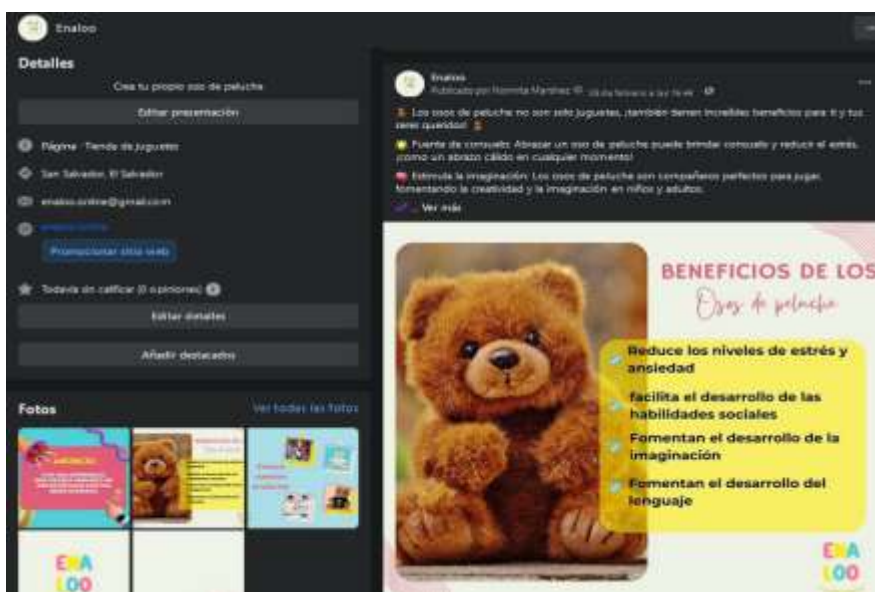 Enaloo
Detalles
Crea tu propio oso de peluche
Editar presentación
Página · Tienda de juguetes
San Salvador, El Salvador
enaloo.online@gmail.com
enaloo.online
Promocionar sitio web
Todavía sin calificar (0 opiniones)
Editar detalles
Añadir destacados
Fotos
Ver todas las fotos
ENA
LOO
Enaloo
Publicado por Normita Martínez
Los osos de peluche no son solo juguetes, ¡también tienen increíbles beneficios para ti y tus
seres queridos!
Fuente de consuelo: Abrazar un oso de peluche puede brindar consuelo y reducir el estrés,
¡como un abrazo cálido en cualquier momento!
Estimula la imaginación: Los osos de peluche son compañeros perfectos para jugar,
fomentando la creatividad y la imaginación en niños y adultos.
... Ver más
BENEFICIOS DE LOS
Osos de peluche
Reduce los niveles de estrés y
ansiedad
facilita el desarrollo de las
habilidades sociales
Fomentan el desarrollo de la
imaginación
Fomentan el desarrollo del
lenguaje
ENA
LOO